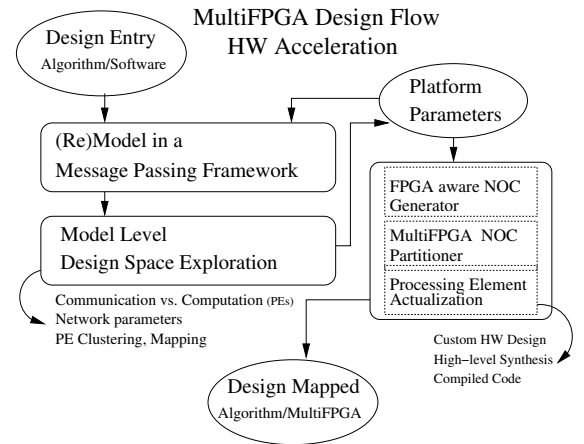 MultiFPGA Design Flow
HW Acceleration
Design Entry
Algorithm/Software
Platform
Parameters
(Re)Model in a
Message Passing Framework
FPGA aware NOC
Generator
MultiFPGA NOC
Partitioner
Processing Element
Actualization
Model Level
Design Space Exploration
Communication vs. Computation (PEs)
Network parameters
PE Clustering, Mapping
Custom HW Design
High−level Synthesis
Compiled Code
Design Mapped
Algorithm/MultiFPGA